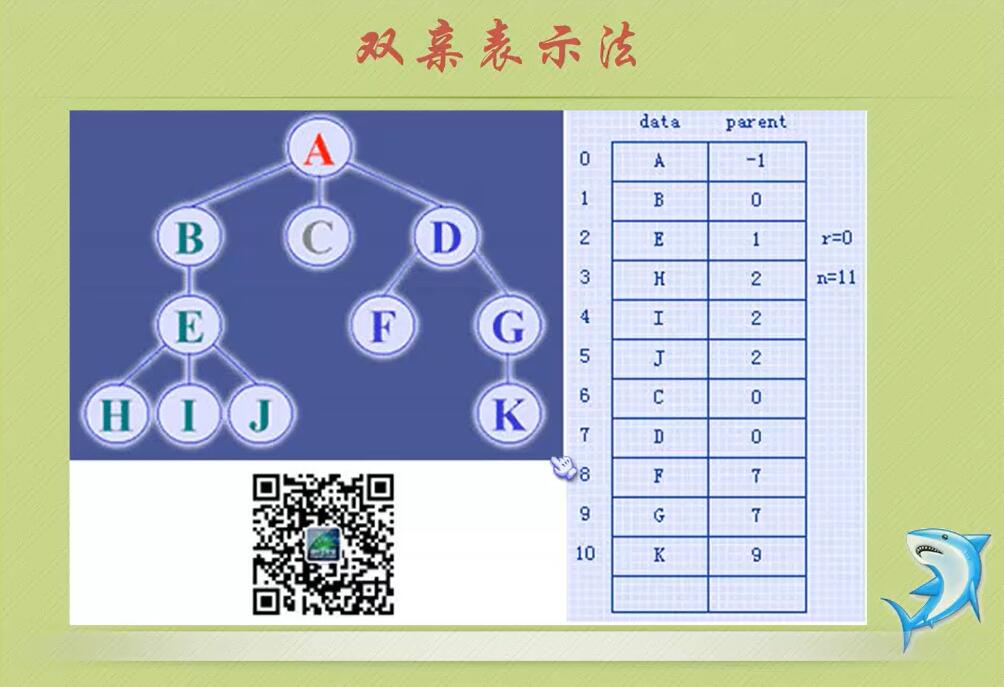 双亲表示法
A
B C D
E F G
H I J K
data parent
0 A -1
1 B 0
2 E 1 r=0
3 H 2 n=11
4 I 2
5 J 2
6 C 0
7 D 0
8 F 7
9 G 7
10 K 9